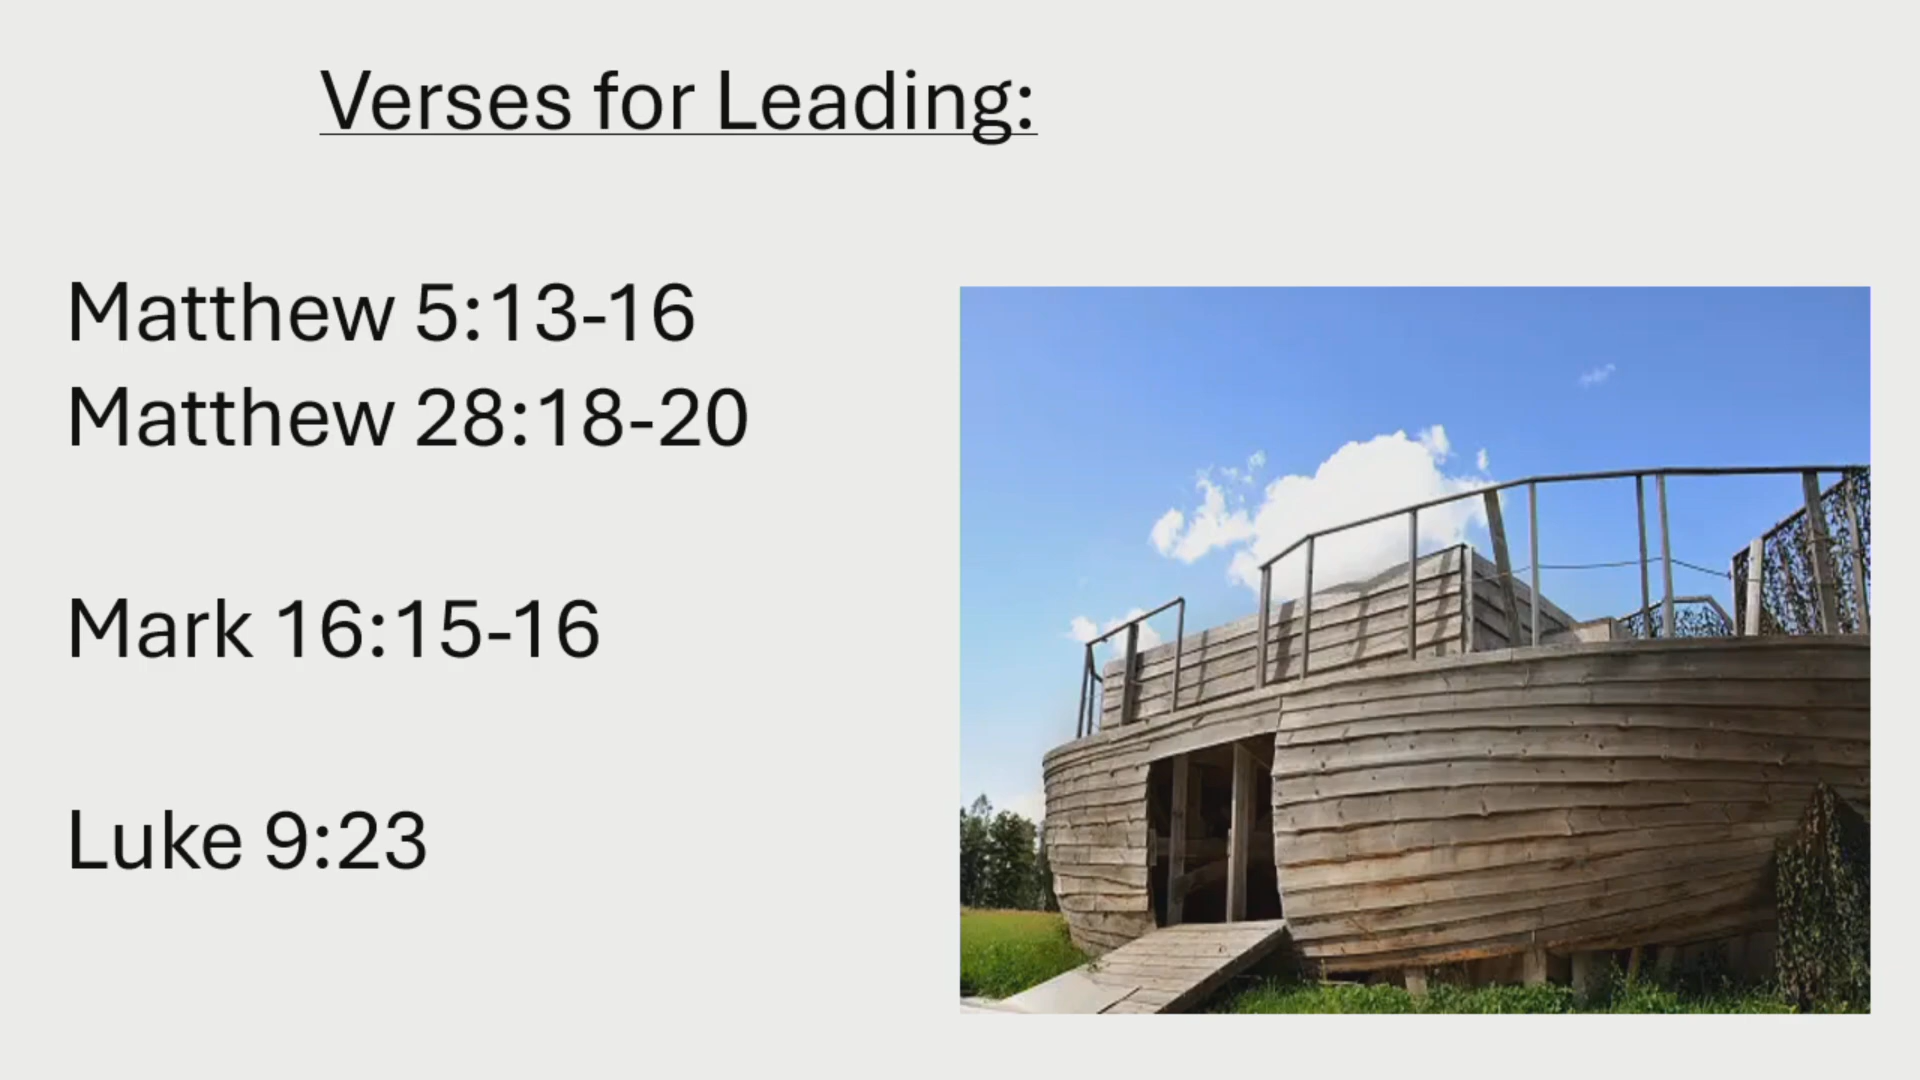 Verses for Leading:
Matthew 5:13-16
Matthew 28:18-20
Mark 16:15-16
Luke 9:23